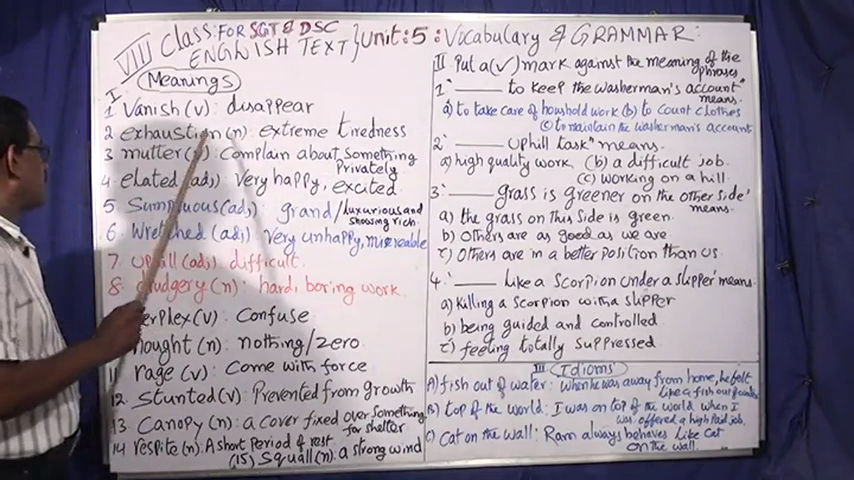 VIII Class: FOR SGT & DSC
ENGLISH TEXT} Unit:5: Vocabulary & GRAMMAR:
I. Meanings
1 Vanish (v): disappear
2 exhaustion (n): extreme tiredness
3 mutter(v): Complain about Something Privately
4 elated (adj) Very happy, excited
5 Sumptuous (adj): grand/luxurious and showing rich.
6. Wretched (adj) Very unhappy, misereable
7. Uphill (adj) difficult.
8. drudgery (n): hard, boring work.
erplex (v): Confuse
nought (n): nothing/zero
11 rage (v): Come with force
12. Stunted (v): Prevented from growth
13. Canopy (n): a cover fixed over Something for shelter
14 respite (n): A short Period of rest
(15) Squall (n): a strong wind
II Put a (✓) mark against the meaning of the phrases
1 "______ to keep the washerman's account" means.
a) to take care of houshold work (b) to count clothes
(c) to maintain the washer man's account
2. "______ uphill task" means.
a) high quality work. (b) a difficult job.
(c) working on a hill.
3. '______ grass is greener on the other side' means.
a) the grass on this side is green.
b) others are as good as we are.
c) others are in a better position than us.
4. '______ Like a Scorpion under a slipper' means
a) killing a scorpion with a slipper
b) being guided and controlled
c) feeling totally suppressed.
III Idioms
A) fish out of water: when he was away from home, he felt
Like a fish out of water
B) top of the world: I was on top of the world when I
was offered a high Paid job.
C) Cat on the wall: Ram always behaves Like Cat
on the wall.